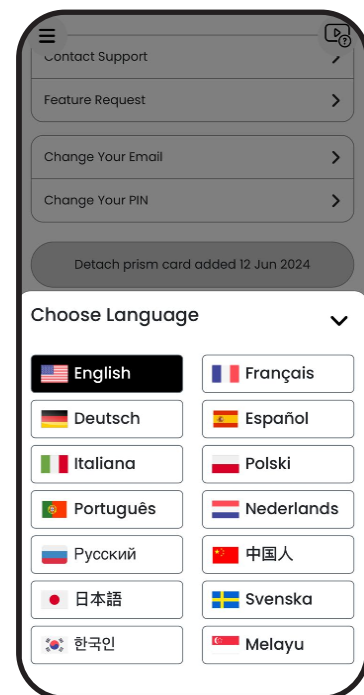 Contact Support
Feature Request
Change Your Email
Change Your PIN
Detach prism card added 12 Jun 2024
Choose Language
English
Français
Deutsch
Español
Italiana
Polski
Português
Nederlands
Русский
中国人
日本語
Svenska
한국인
Melayu